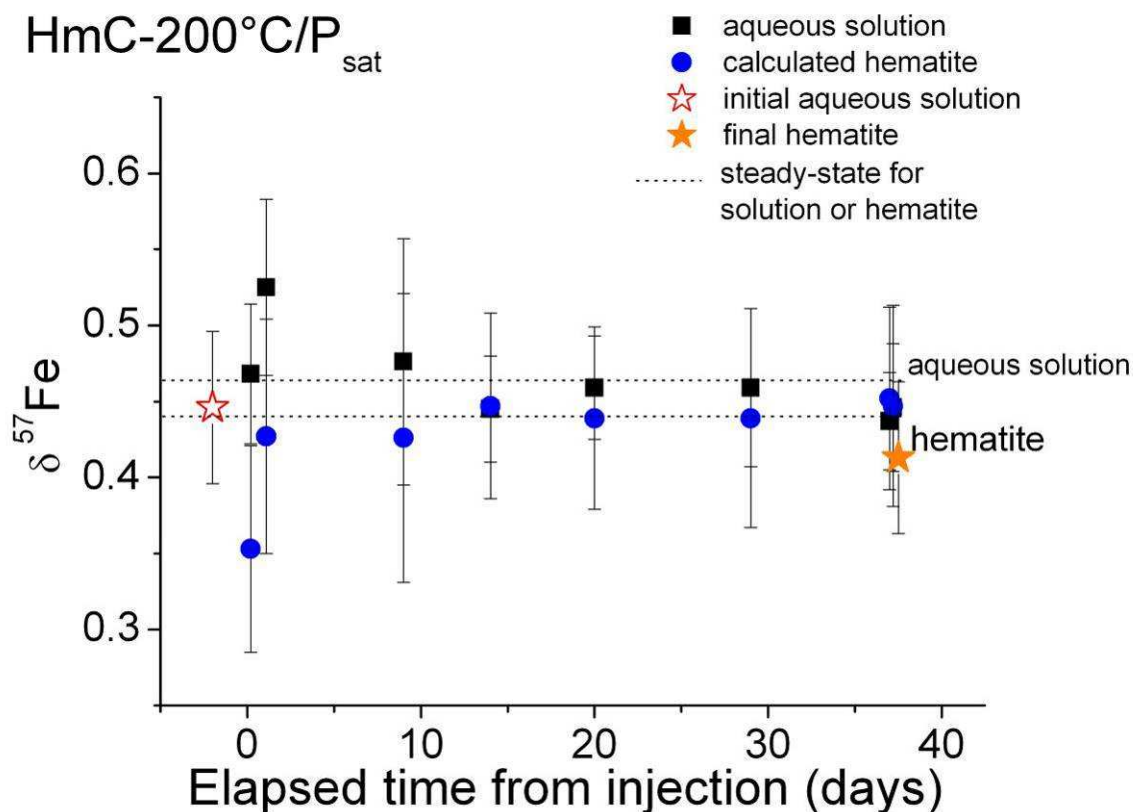 HmC-200°C/Psat
aqueous solution
calculated hematite
initial aqueous solution
final hematite
steady-state for
solution or hematite
0.6
0.5
0.4
0.3
δ 57Fe
aqueous solution
hematite
0 10 20 30 40
Elapsed time from injection (days)